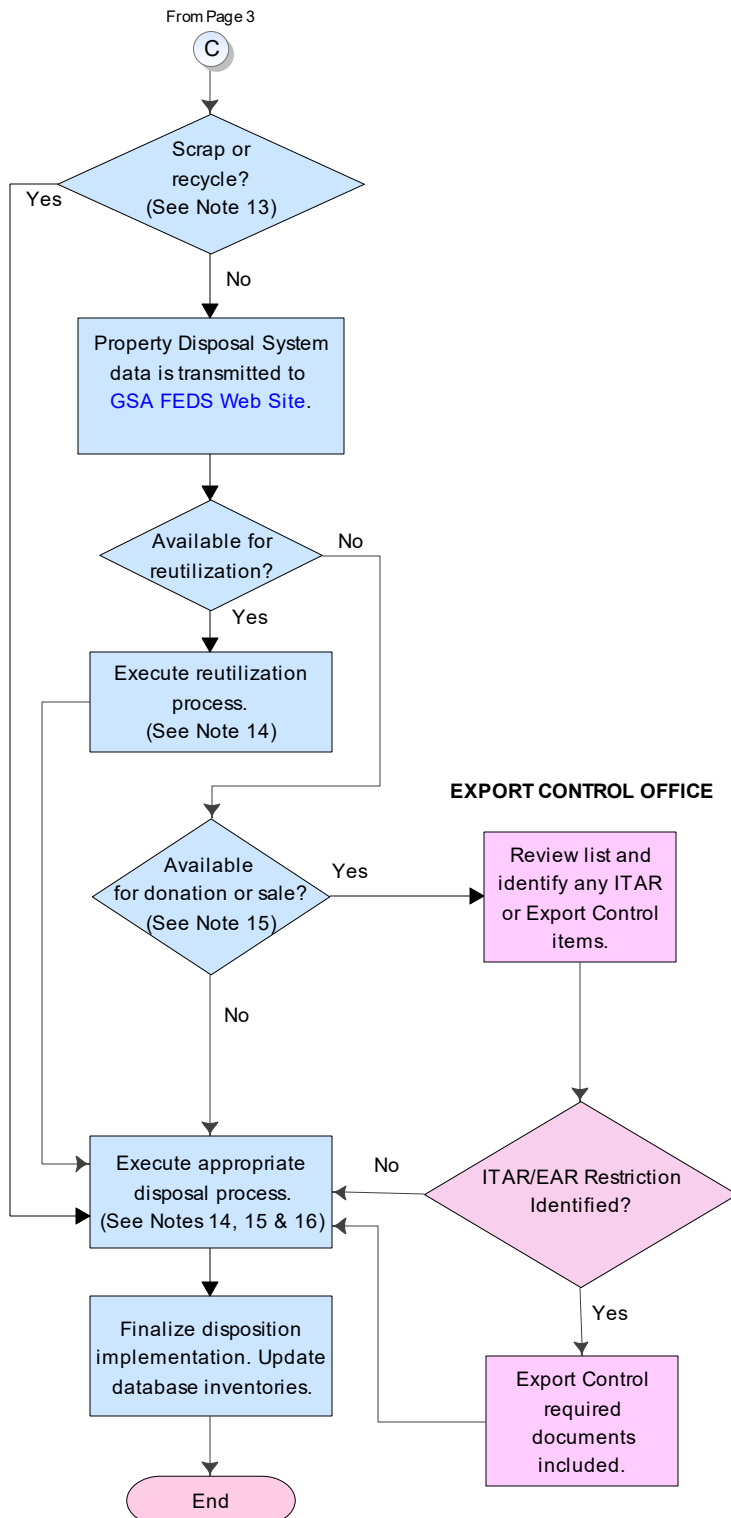 From Page 3
C
Scrap or
recycle?
(See Note 13)
Yes
No
Property Disposal System
data is transmitted to
GSA FEDS Web Site.
Available for
reutilization?
No
Yes
Execute reutilization
process.
(See Note 14)
EXPORT CONTROL OFFICE
Available
for donation or sale?
(See Note 15)
Yes
Review list and
identify any ITAR
or Export Control
items.
No
Execute appropriate
disposal process.
(See Notes 14, 15 & 16)
No
ITAR/EAR Restriction
Identified?
Yes
Finalize disposition
implementation. Update
database inventories.
Export Control
required
documents
included.
End